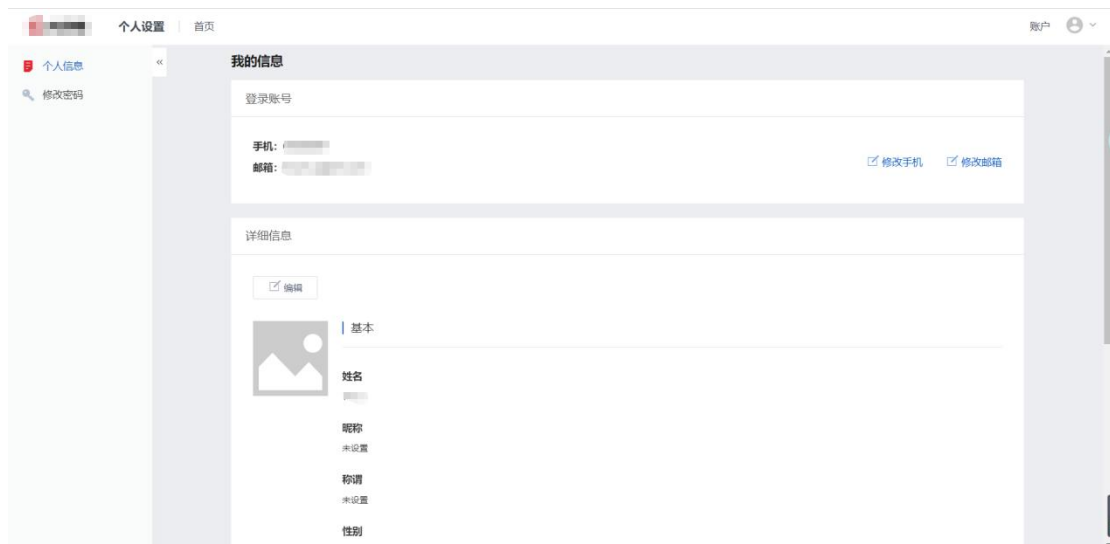 个人设置 首页 账户
个人信息 «
修改密码
我的信息
登录账号
手机：
邮箱：
修改手机 修改邮箱
详细信息
编辑
基本
姓名
昵称
未设置
称谓
未设置
性别